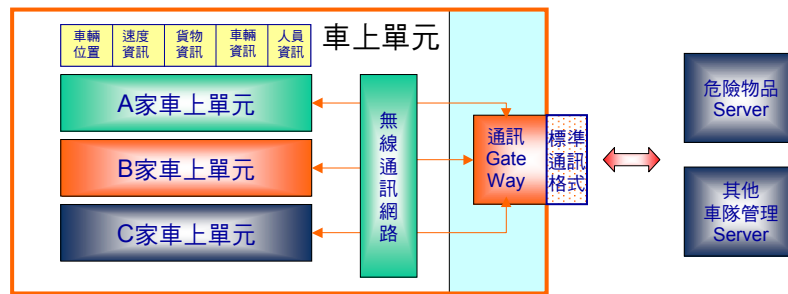 車輛
位置
速度
資訊
貨物
資訊
車輛
資訊
人員
資訊
車上單元
A家車上單元
B家車上單元
C家車上單元
無
線
通
訊
網
路
通訊
Gate
Way
標準
通訊
格式
危險物品
Server
其他
車隊管理
Server